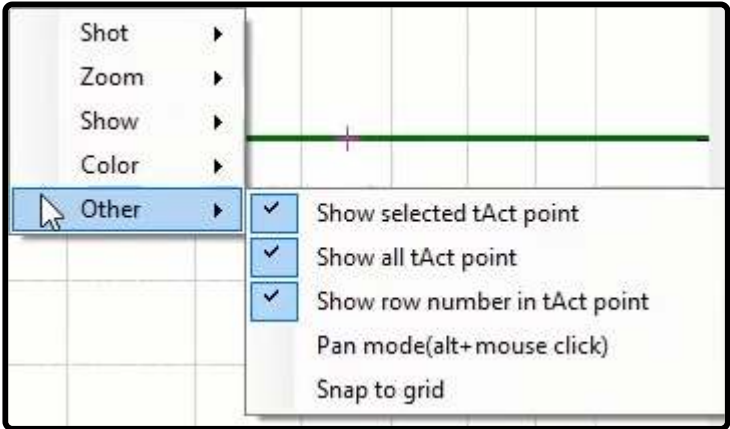 Shot
Zoom
Show
Color
Other
Show selected tAct point
Show all tAct point
Show row number in tAct point
Pan mode(alt+mouse click)
Snap to grid